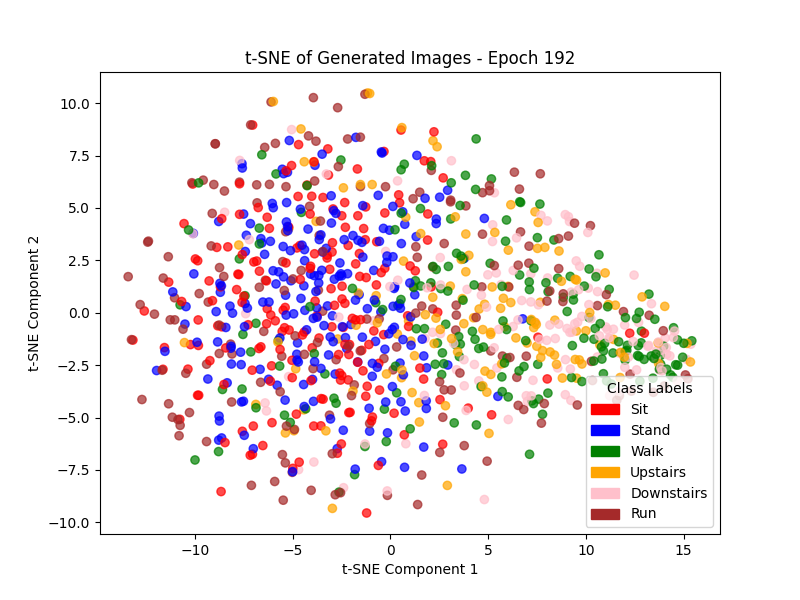 t-SNE of Generated Images - Epoch 192
10.0
7.5
5.0
2.5
0.0
−2.5
−5.0
−7.5
−10.0
t-SNE Component 2
−10
−5
0
5
10
15
t-SNE Component 1
Class Labels
Sit
Stand
Walk
Upstairs
Downstairs
Run